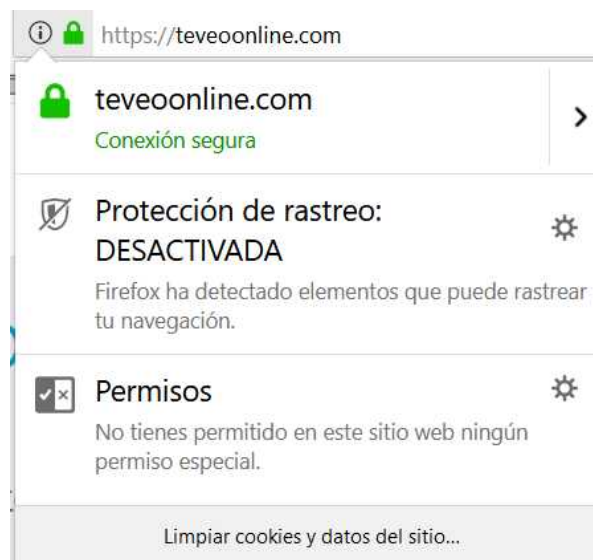 https://teveoonline.com
teveoonline.com
Conexión segura
Protección de rastreo:
DESACTIVADA
Firefox ha detectado elementos que puede rastrear
tu navegación.
Permisos
No tienes permitido en este sitio web ningún
permiso especial.
Limpiar cookies y datos del sitio...